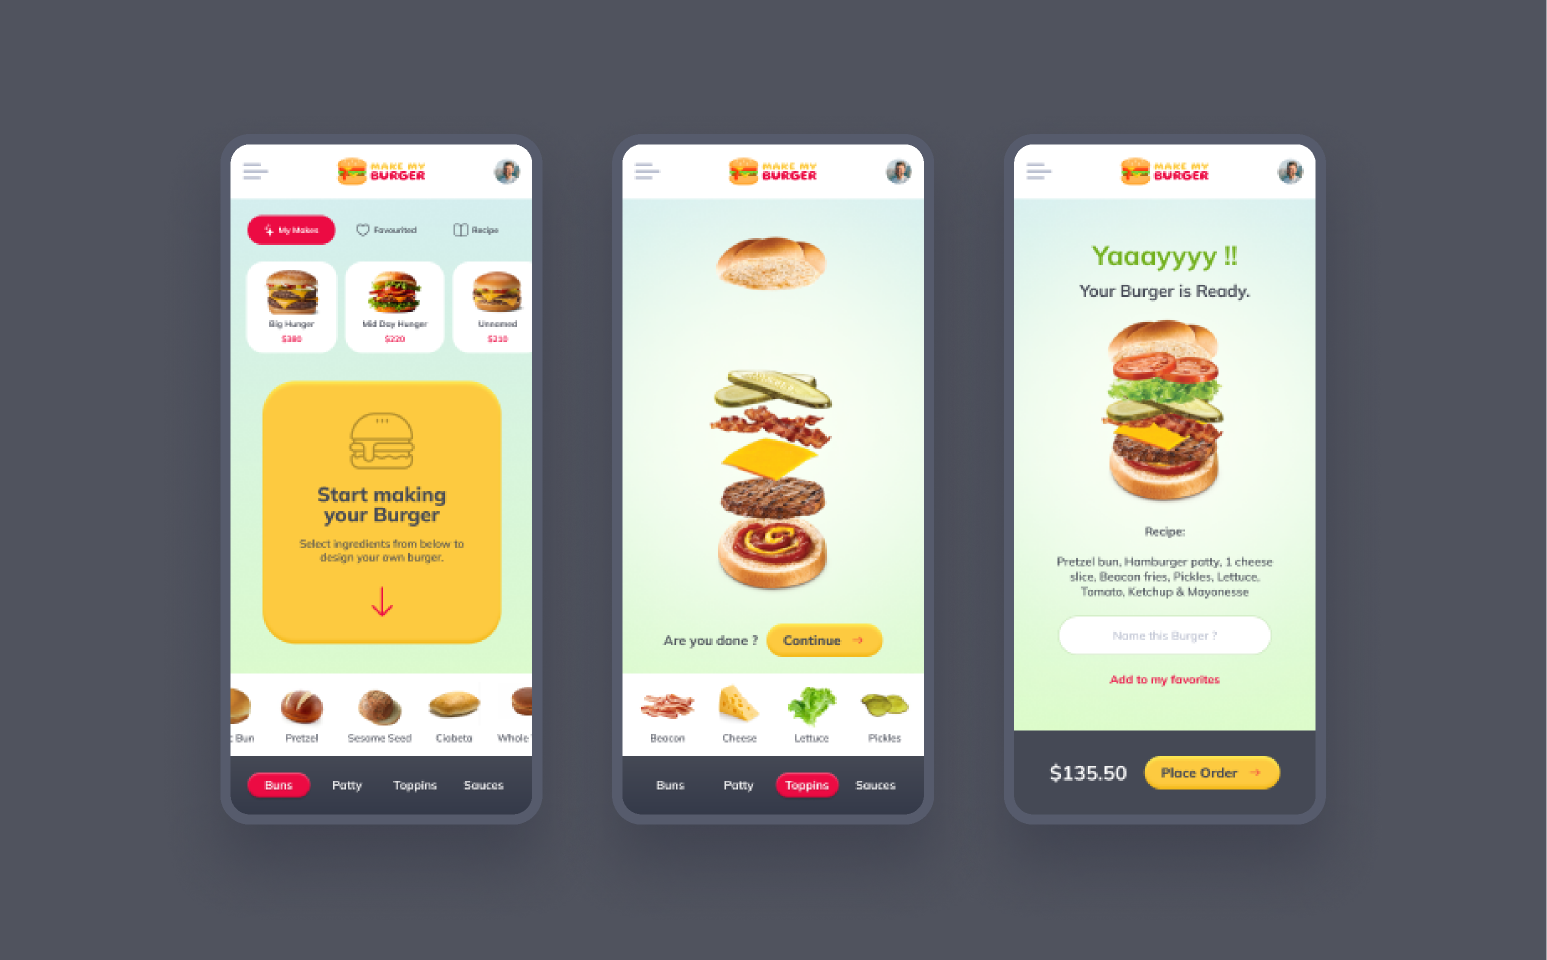 MAKE MY
BURGER
My Makes
Favourited
Recipe
Big Hunger
$380
Mid Day Hunger
$220
Unnamed
$210
Start making
your Burger
Select ingredients from below to
design your own burger.
t Bun
Pretzel
Sesame Seed
Ciabeta
Whole
Buns
Patty
Toppins
Sauces
MAKE MY
BURGER
Are you done ?
Continue
Beacon
Cheese
Lettuce
Pickles
Buns
Patty
Toppins
Sauces
MAKE MY
BURGER
Yaaayyyy !!
Your Burger is Ready.
Recipe:
Pretzel bun, Hamburger patty, 1 cheese
slice, Beacon fries, Pickles, Lettuce,
Tomato, Ketchup & Mayonesse
Name this Burger ?
Add to my favorites
$135.50
Place Order